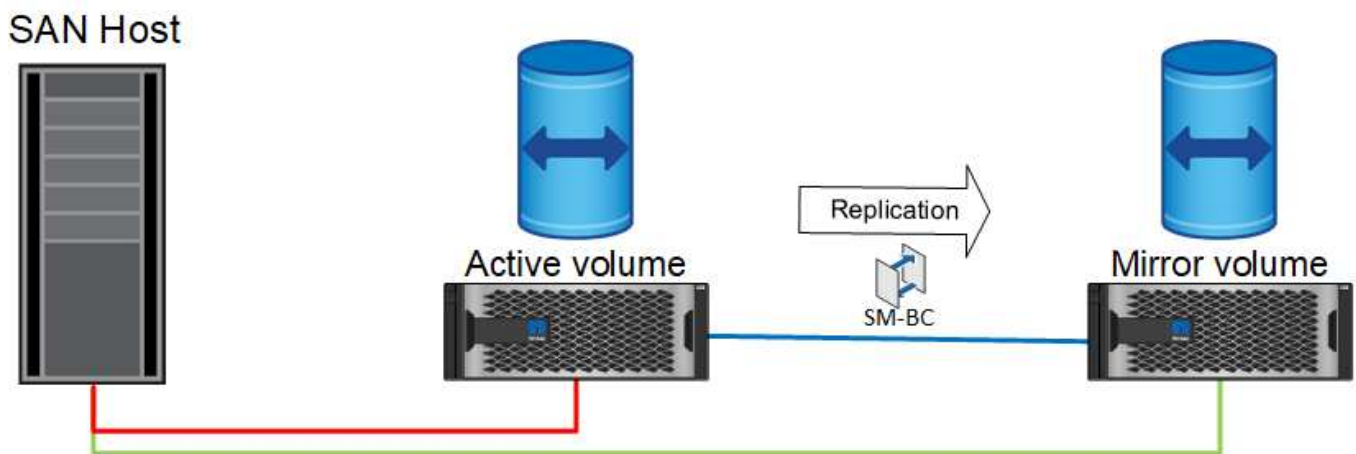 SAN Host
Replication
Active volume
Mirror volume
SM-BC